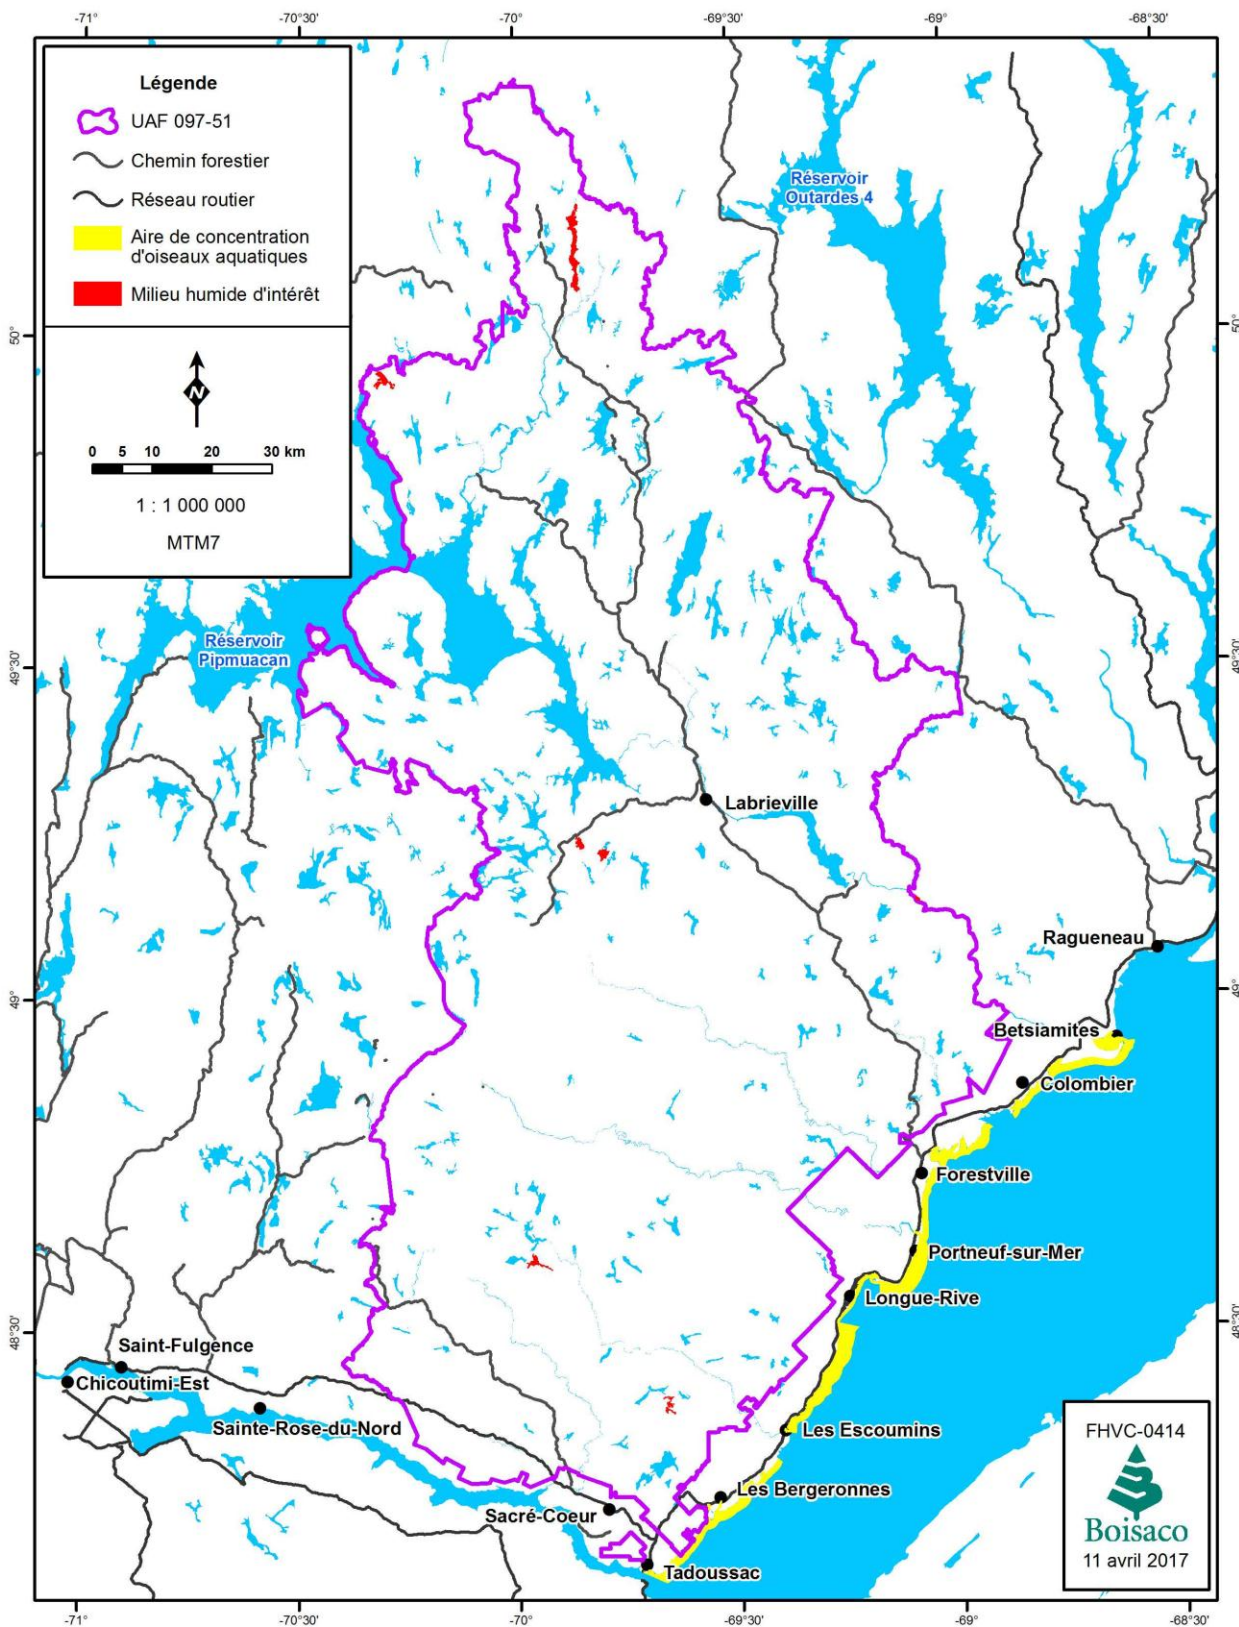 -71°
-70°30'
-70°
-69°30'
-69°
-68°30'
Légende
UAF 097-51
Chemin forestier
Réseau routier
Aire de concentration
d'oiseaux aquatiques
Milieu humide d'intérêt
N
0 5 10 20 30 km
1 : 1 000 000
MTM7
Réservoir
Outardes 4
50°
50°
Réservoir
Pipmuacan
49°30'
49°30'
Labrieville
Ragueneau
49°
49°
Betsiamites
Colombier
Forestville
Portneuf-sur-Mer
Longue-Rive
48°30'
48°30'
Saint-Fulgence
Chicoutimi-Est
Sainte-Rose-du-Nord
Les Escoumins
Les Bergeronnes
Sacré-Coeur
Tadoussac
FHVC-0414
Boisaco
11 avril 2017
-71°
-70°30'
-70°
-69°30'
-69°
-68°30'